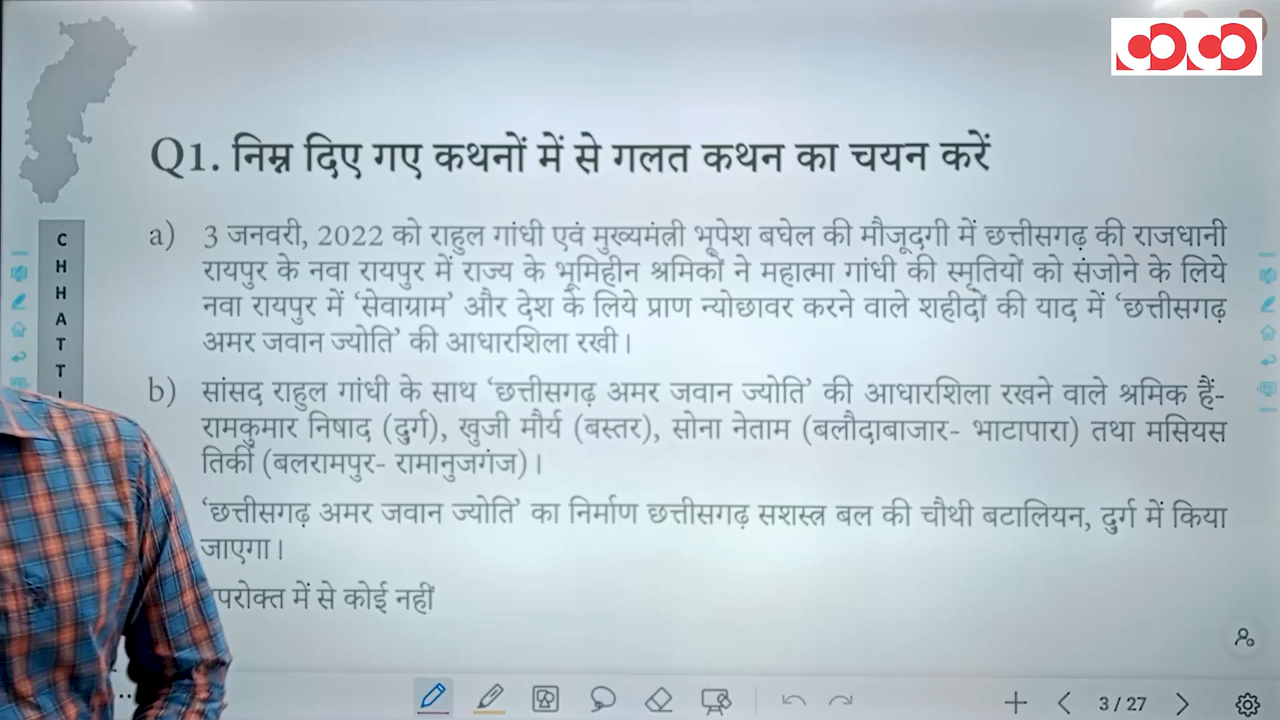 Q1. निम्न दिए गए कथनों में से गलत कथन का चयन करें
a) 3 जनवरी, 2022 को राहुल गांधी एवं मुख्यमंत्री भूपेश बघेल की मौजूदगी में छत्तीसगढ़ की राजधानी
रायपुर के नवा रायपुर में राज्य के भूमिहीन श्रमिकों ने महात्मा गांधी की स्मृतियों को संजोने के लिये
नवा रायपुर में ‘सेवाग्राम’ और देश के लिये प्राण न्योछावर करने वाले शहीदों की याद में ‘छत्तीसगढ़
अमर जवान ज्योति’ की आधारशिला रखी।
b) सांसद राहुल गांधी के साथ ‘छत्तीसगढ़ अमर जवान ज्योति’ की आधारशिला रखने वाले श्रमिक हैं-
रामकुमार निषाद (दुर्ग), खुजी मौर्य (बस्तर), सोना नेताम (बलौदाबाजार- भाटापारा) तथा मसियस
तिर्की (बलरामपुर- रामानुजगंज)।
‘छत्तीसगढ़ अमर जवान ज्योति’ का निर्माण छत्तीसगढ़ सशस्त्र बल की चौथी बटालियन, दुर्ग में किया
जाएगा।
परोक्त में से कोई नहीं
C
H
H
A
T
T
3 / 27